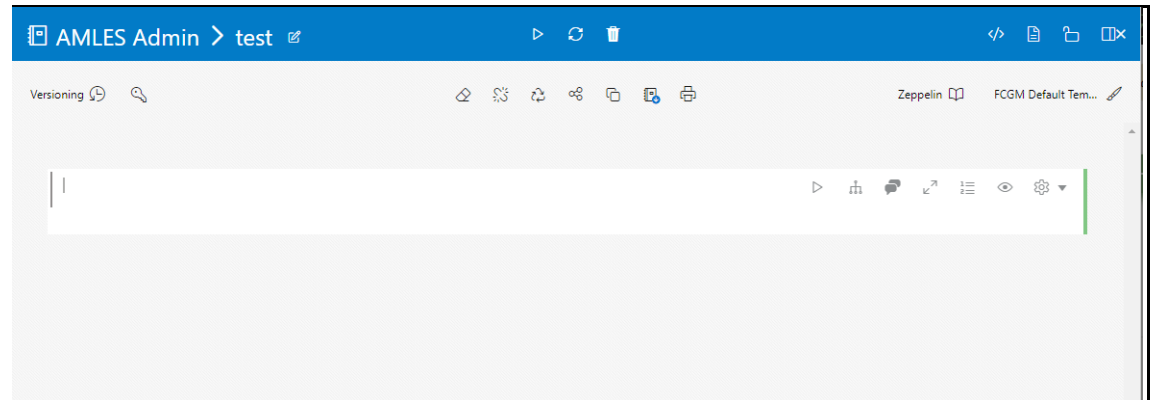 AMLES Admin > test
Versioning
Zeppelin
FCGM Default Tem...